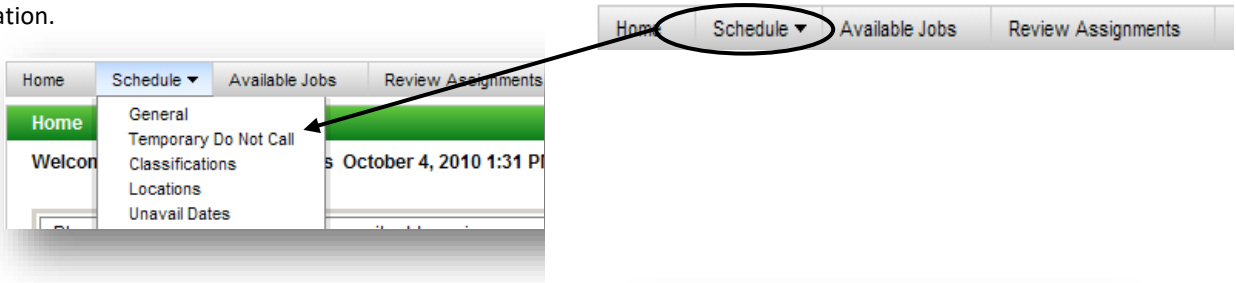 ation.
Home Schedule ▼ Available Jobs Review Assignments
Home Schedule ▼ Available Jobs Review Assignments
General
Home
Temporary Do Not Call
Welcom s October 4, 2010 1:31 P
Classifications
Locations
Unavail Dates